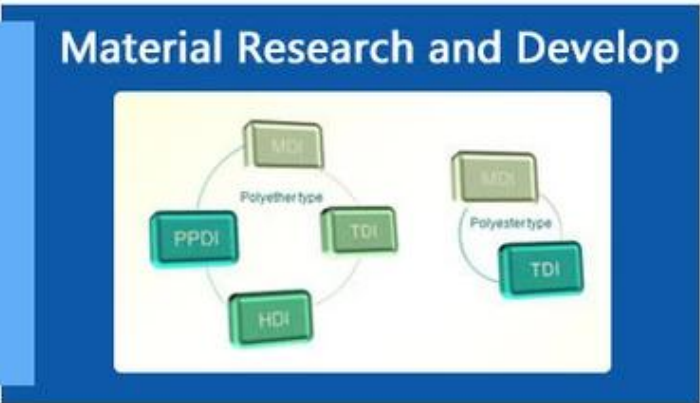 Material Research and Develop
MDI
Polyether type
PPDI
TDI
HDI
MDI
Polyester type
TDI